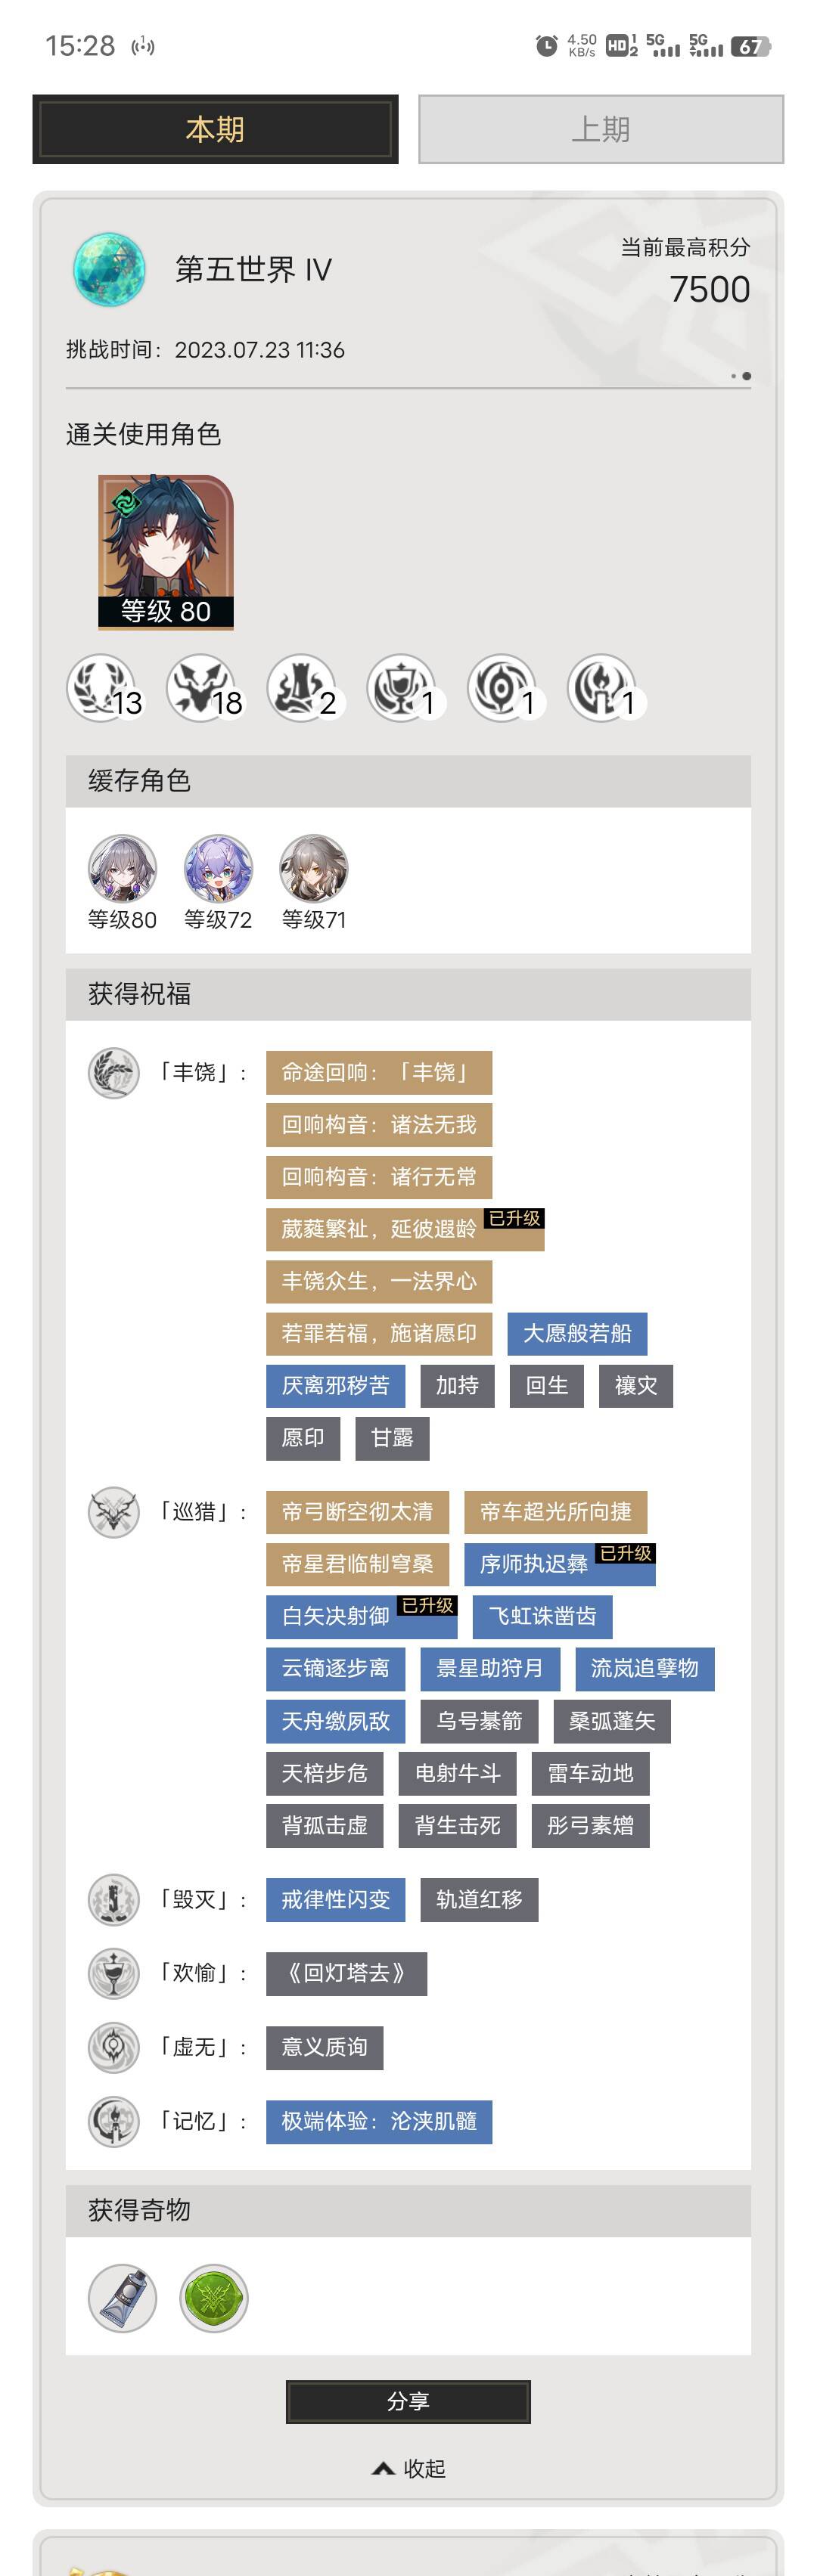 15:28
4.50 KB/s HD 1 2 5G 5G 67
本期 上期
第五世界 IV
当前最高积分
7500
挑战时间：2023.07.23 11:36
通关使用角色
等级 80
13 18 2 1 1 1
缓存角色
等级80 等级72 等级71
获得祝福
「丰饶」： 命途回响：「丰饶」
回响构音：诸法无我
回响构音：诸行无常
葳蕤繁祉，延彼遐龄 已升级
丰饶众生，一法界心
若罪若福，施诸愿印 大愿般若船
厌离邪秽苦 加持 回生 禳灾
愿印 甘露
「巡猎」： 帝弓断空彻太清 帝车超光所向捷
帝星君临制穹桑 序师执迟彝 已升级
白矢决射御 已升级 飞虹诛凿齿
云镝逐步离 景星助狩月 流岚追孽物
天舟缴夙敌 乌号綦箭 桑弧蓬矢
天棓步危 电射牛斗 雷车动地
背孤击虚 背生击死 彤弓素矰
「毁灭」： 戒律性闪变 轨道红移
「欢愉」： 《回灯塔去》
「虚无」： 意义质询
「记忆」： 极端体验：沦浃肌髓
获得奇物
分享
收起